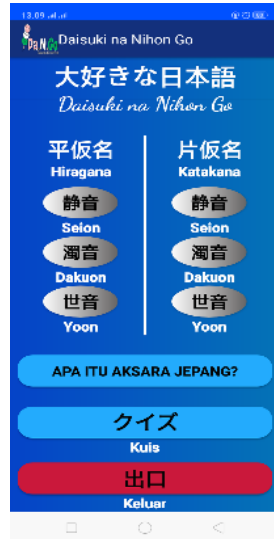 13.09
DaN.Go Daisuki na Nihon Go
大好きな日本語
Daisuki na Nihon Go
平仮名 片仮名
Hiragana Katakana
静音 静音
Seion Seion
濁音 濁音
Dakuon Dakuon
世音 世音
Yoon Yoon
APA ITU AKSARA JEPANG?
クイズ
Kuis
出口
Keluar